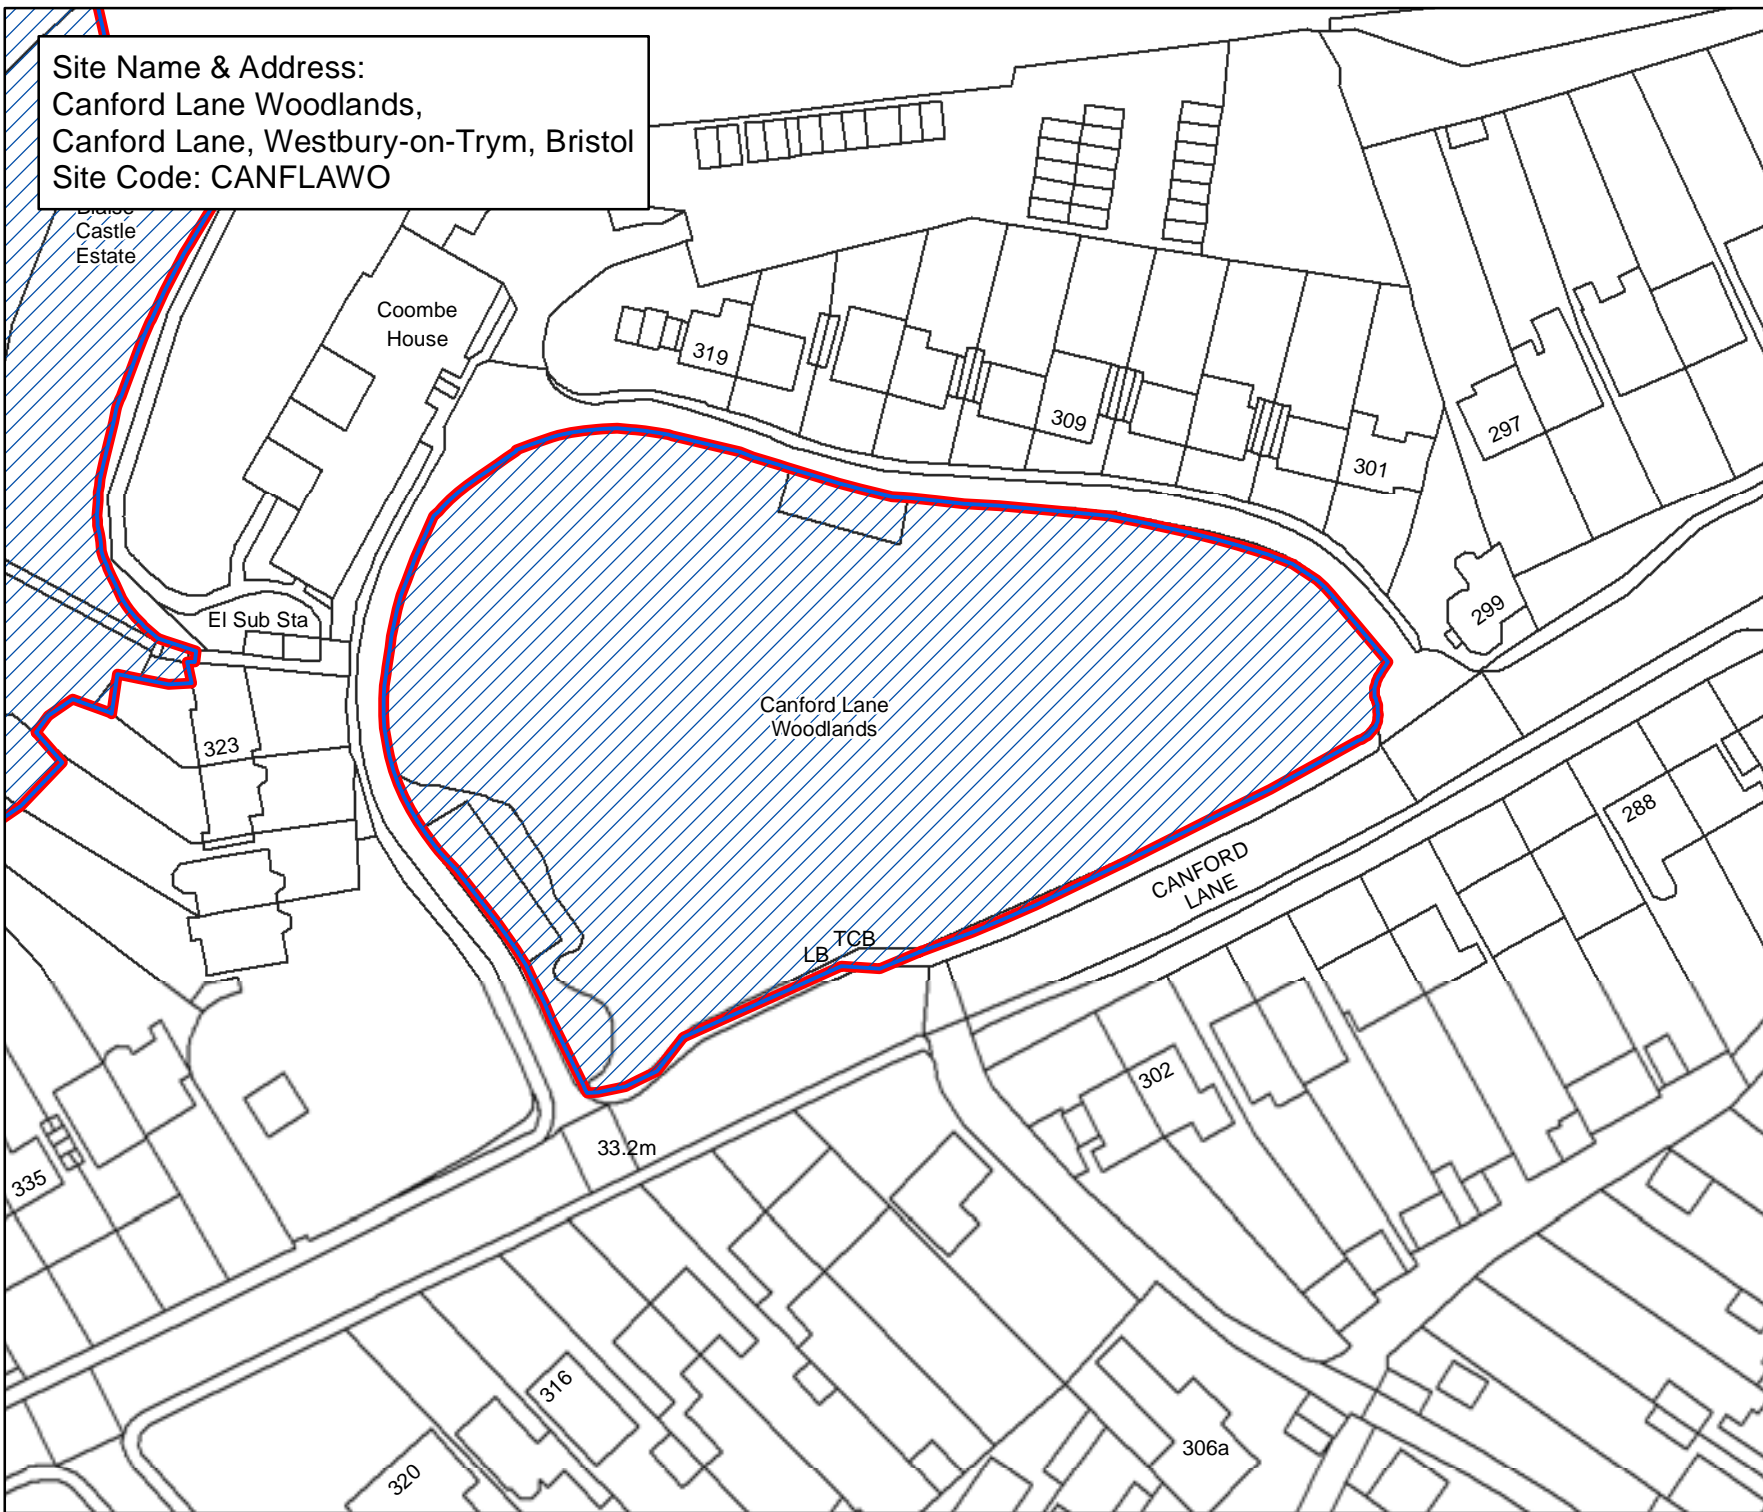 Site Name & Address:
Canford Lane Woodlands,
Canford Lane, Westbury-on-Trym, Bristol
Site Code: CANFLAWO
Blaise
Castle
Estate
Coombe
House
319
309
301
297
299
El Sub Sta
323
Canford Lane
Woodlands
288
CANFORD
LANE
TCB
LB
302
33.2m
335
316
320
306a